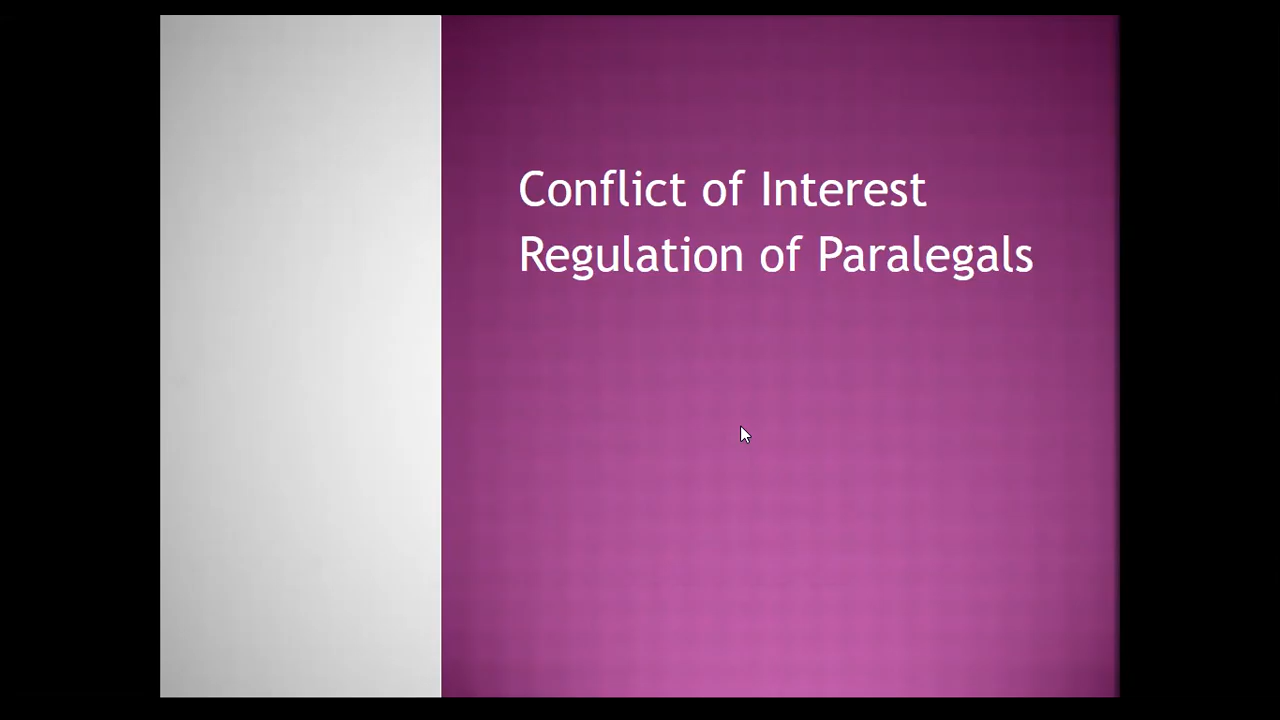 Conflict of Interest
Regulation of Paralegals